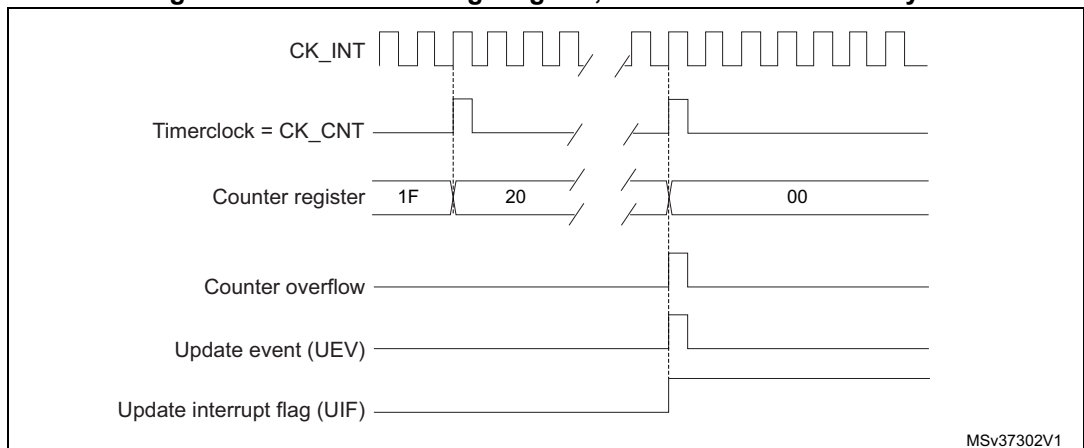 CK_INT
Timerclock = CK_CNT
Counter register
1F
20
00
Counter overflow
Update event (UEV)
Update interrupt flag (UIF)
MSv37302V1